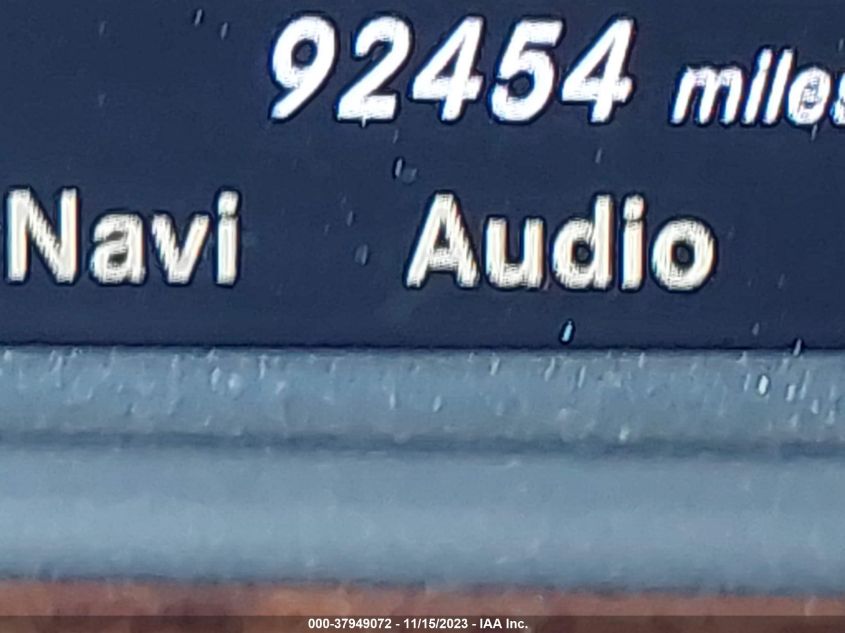 92454 miles
Navi Audio
000-37949072 - 11/15/2023 - IAA Inc.